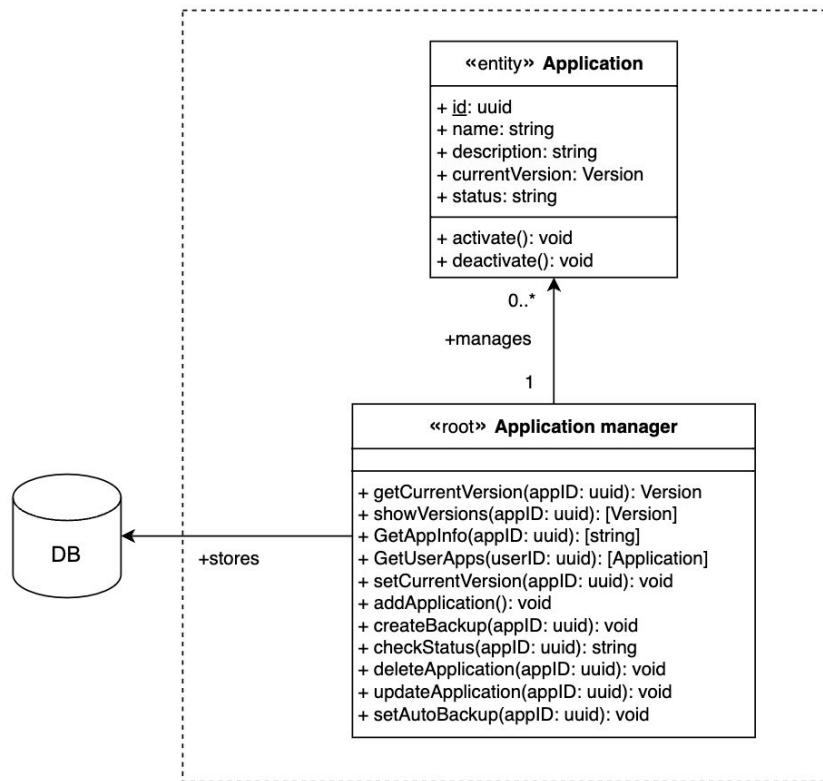 «entity» Application
+ id: uuid
+ name: string
+ description: string
+ currentVersion: Version
+ status: string
+ activate(): void
+ deactivate(): void
0..*
+manages
1
«root» Application manager
+ getCurrentVersion(appID: uuid): Version
+ showVersions(appID: uuid): [Version]
+ GetAppInfo(appID: uuid): [string]
+ GetUserApps(userID: uuid): [Application]
+ setCurrentVersion(appID: uuid): void
+ addApplication(): void
+ createBackup(appID: uuid): void
+ checkStatus(appID: uuid): string
+ deleteApplication(appID: uuid): void
+ updateApplication(appID: uuid): void
+ setAutoBackup(appID: uuid): void
DB
+stores